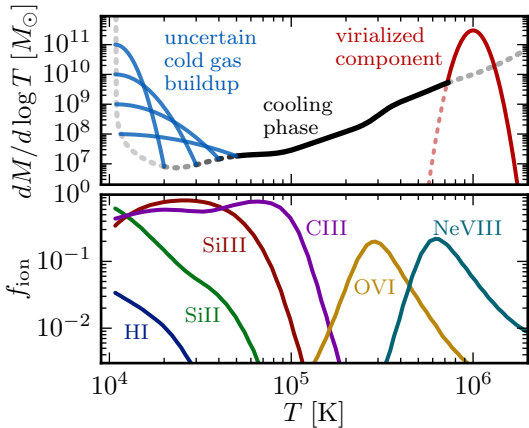 dM/d log T [M⊙]
10¹¹
10¹⁰
10⁹
10⁸
10⁷
10⁰
uncertain
cold gas
buildup
virialized
component
cooling
phase
f_ion
10⁰
10⁻¹
10⁻²
HI
SiII
SiIII
CIII
OVI
NeVIII
10⁴
10⁵
10⁶
T [K]